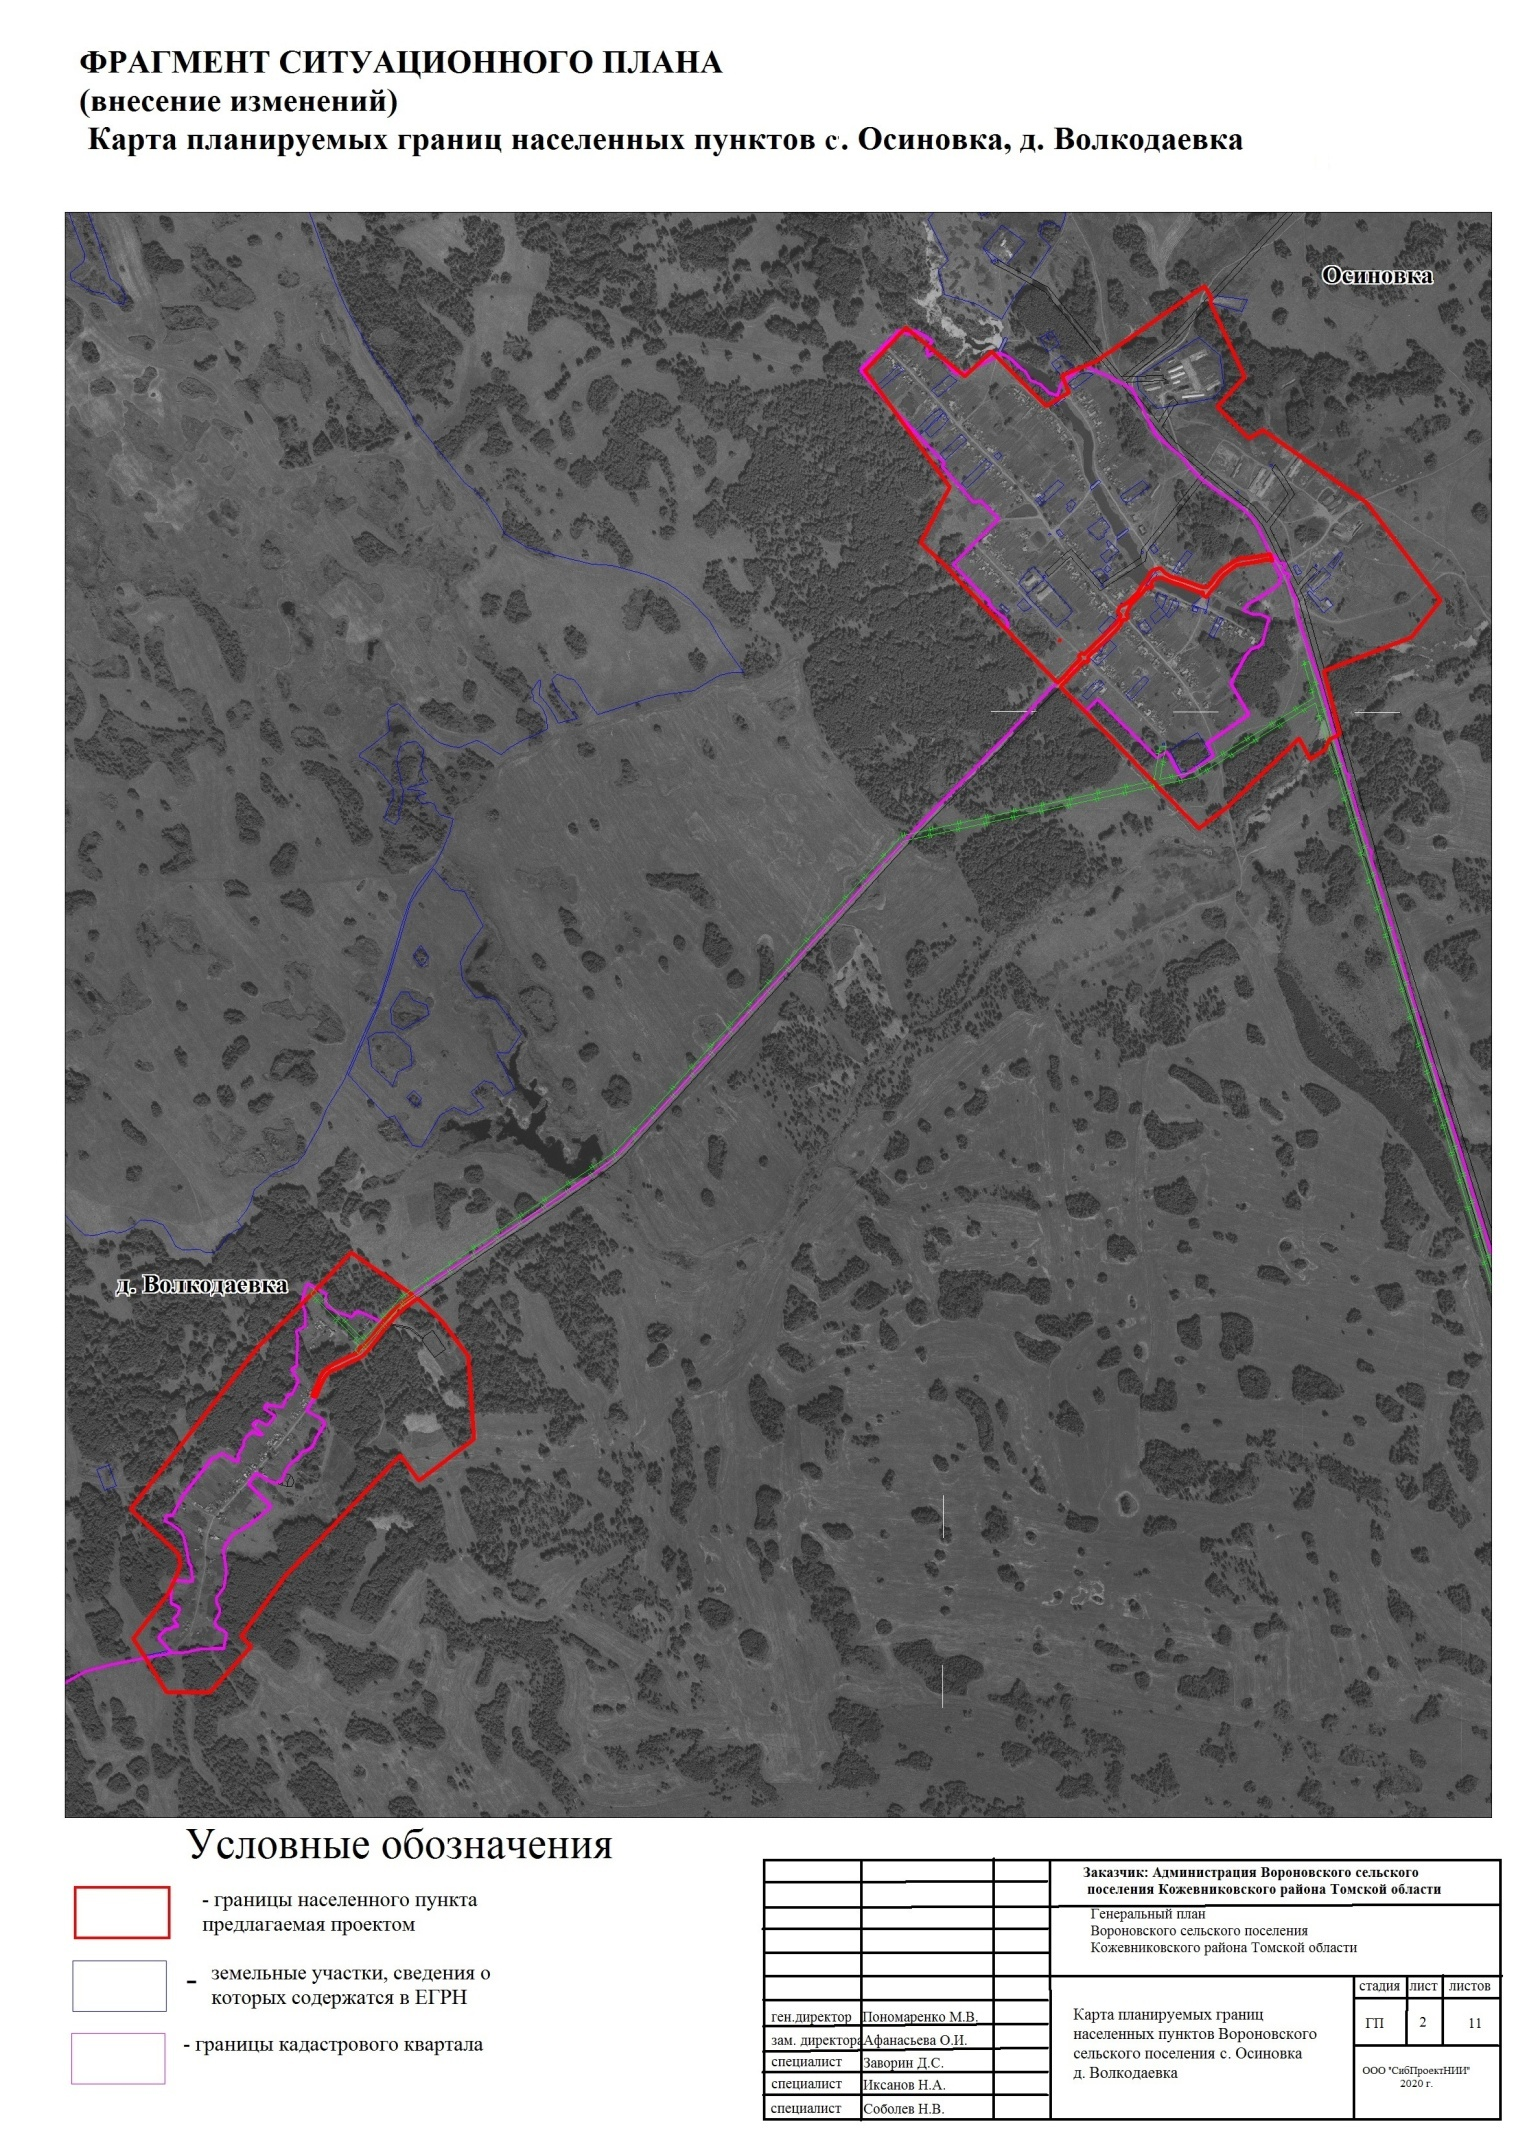 ФРАГМЕНТ СИТУАЦИОННОГО ПЛАНА
(внесение изменений)
Карта планируемых границ населенных пунктов с. Осиновка, д. Волкодаевка
Осиновка
д. Волкодаевка
Условные обозначения
- границы населенного пункта
предлагаемая проектом
- земельные участки, сведения о
которых содержатся в ЕГРН
- границы кадастрового квартала
Заказчик: Администрация Вороновского сельского
поселения Кожевниковского района Томской области
Генеральный план
Вороновского сельского поселения
Кожевниковского района Томской области
стадия лист листов
ГП 2 11
ген.директор Пономаренко М.В.
зам. директора Афанасьева О.И.
специалист Заворин Д.С.
специалист Иксанов Н.А.
специалист Соболев Н.В.
Карта планируемых границ
населенных пунктов Вороновского
сельского поселения с. Осиновка
д. Волкодаевка
ООО "СибПроектНИИ"
2020 г.